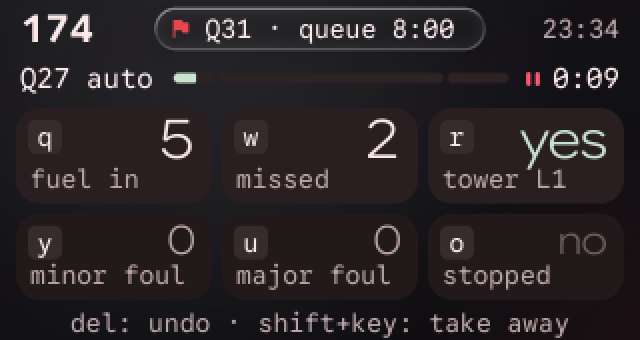 174 Q31 · queue 8:00 23:34
Q27 auto 0:09
q 5 w 2 r yes
fuel in missed tower L1
y 0 u 0 o no
minor foul major foul stopped
del: undo · shift+key: take away